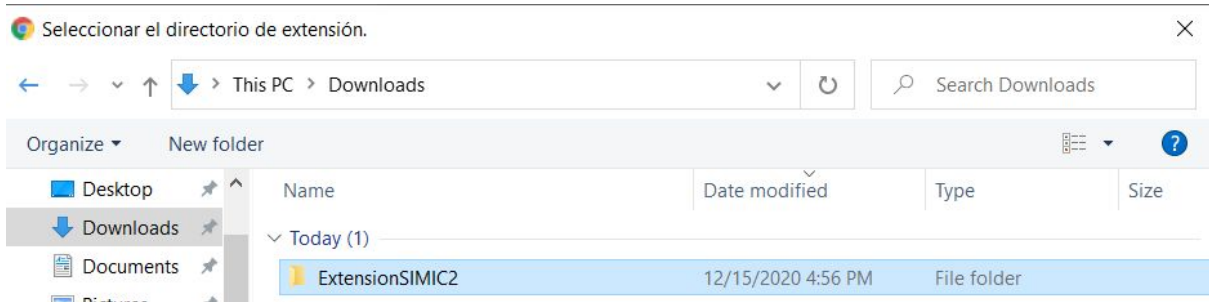 Seleccionar el directorio de extensión.
This PC > Downloads
Search Downloads
Organize New folder
?
Desktop
Downloads
Documents
Name Date modified Type Size
Today (1)
ExtensionSIMIC2 12/15/2020 4:56 PM File folder